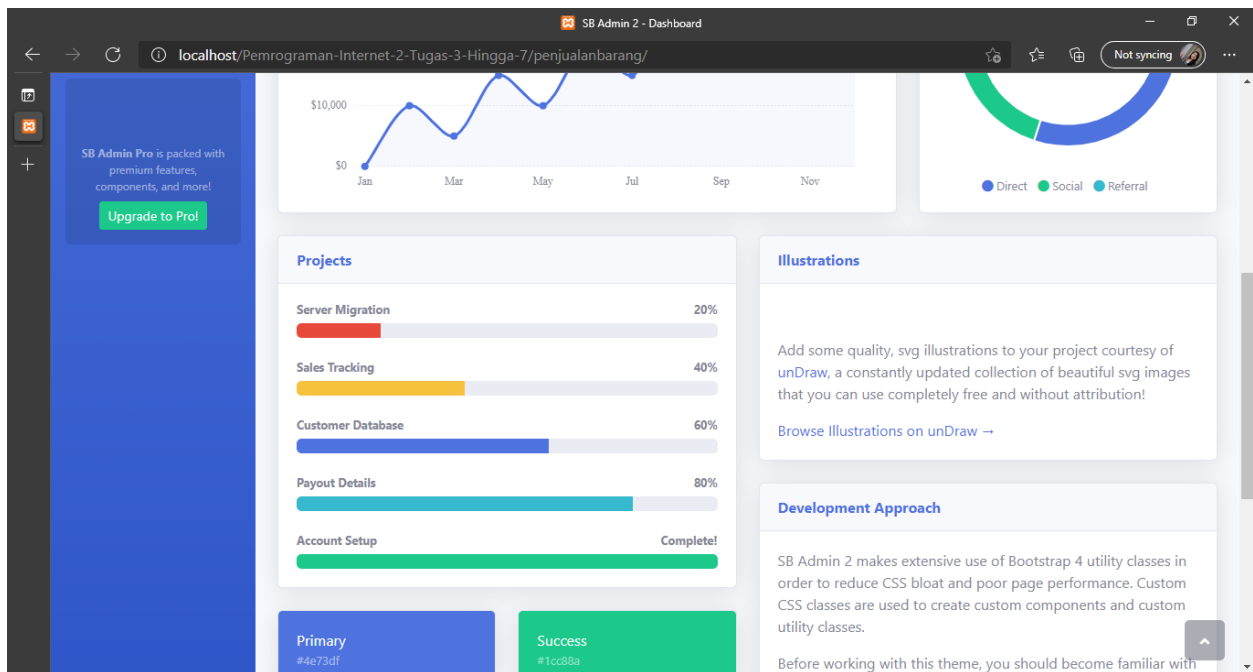 SB Admin 2 - Dashboard
localhost/Pemrograman-Internet-2-Tugas-3-Hingga-7/penjualanbarang/
Not syncing
SB Admin Pro is packed with
premium features,
components, and more!
Upgrade to Pro!
$10,000
$0
Jan Mar May Jul Sep Nov
Direct Social Referral
Projects
Server Migration 20%
Sales Tracking 40%
Customer Database 60%
Payout Details 80%
Account Setup Complete!
Illustrations
Add some quality, svg illustrations to your project courtesy of
unDraw, a constantly updated collection of beautiful svg images
that you can use completely free and without attribution!
Browse Illustrations on unDraw →
Development Approach
SB Admin 2 makes extensive use of Bootstrap 4 utility classes in
order to reduce CSS bloat and poor page performance. Custom
CSS classes are used to create custom components and custom
utility classes.
Before working with this theme, you should become familiar with
Primary
#4e73df
Success
#1cc88a